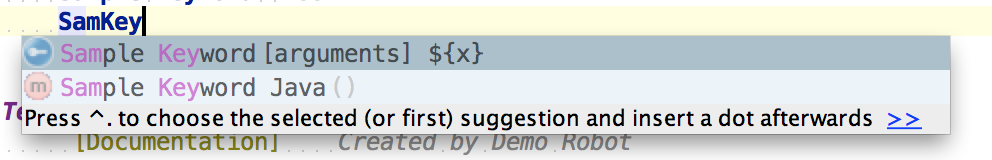 SamKey
Sample Keyword [arguments] ${x}
m Sample Keyword Java()
Press ^. to choose the selected (or first) suggestion and insert a dot afterwards >>
[Documentation] Created by Demo Robot